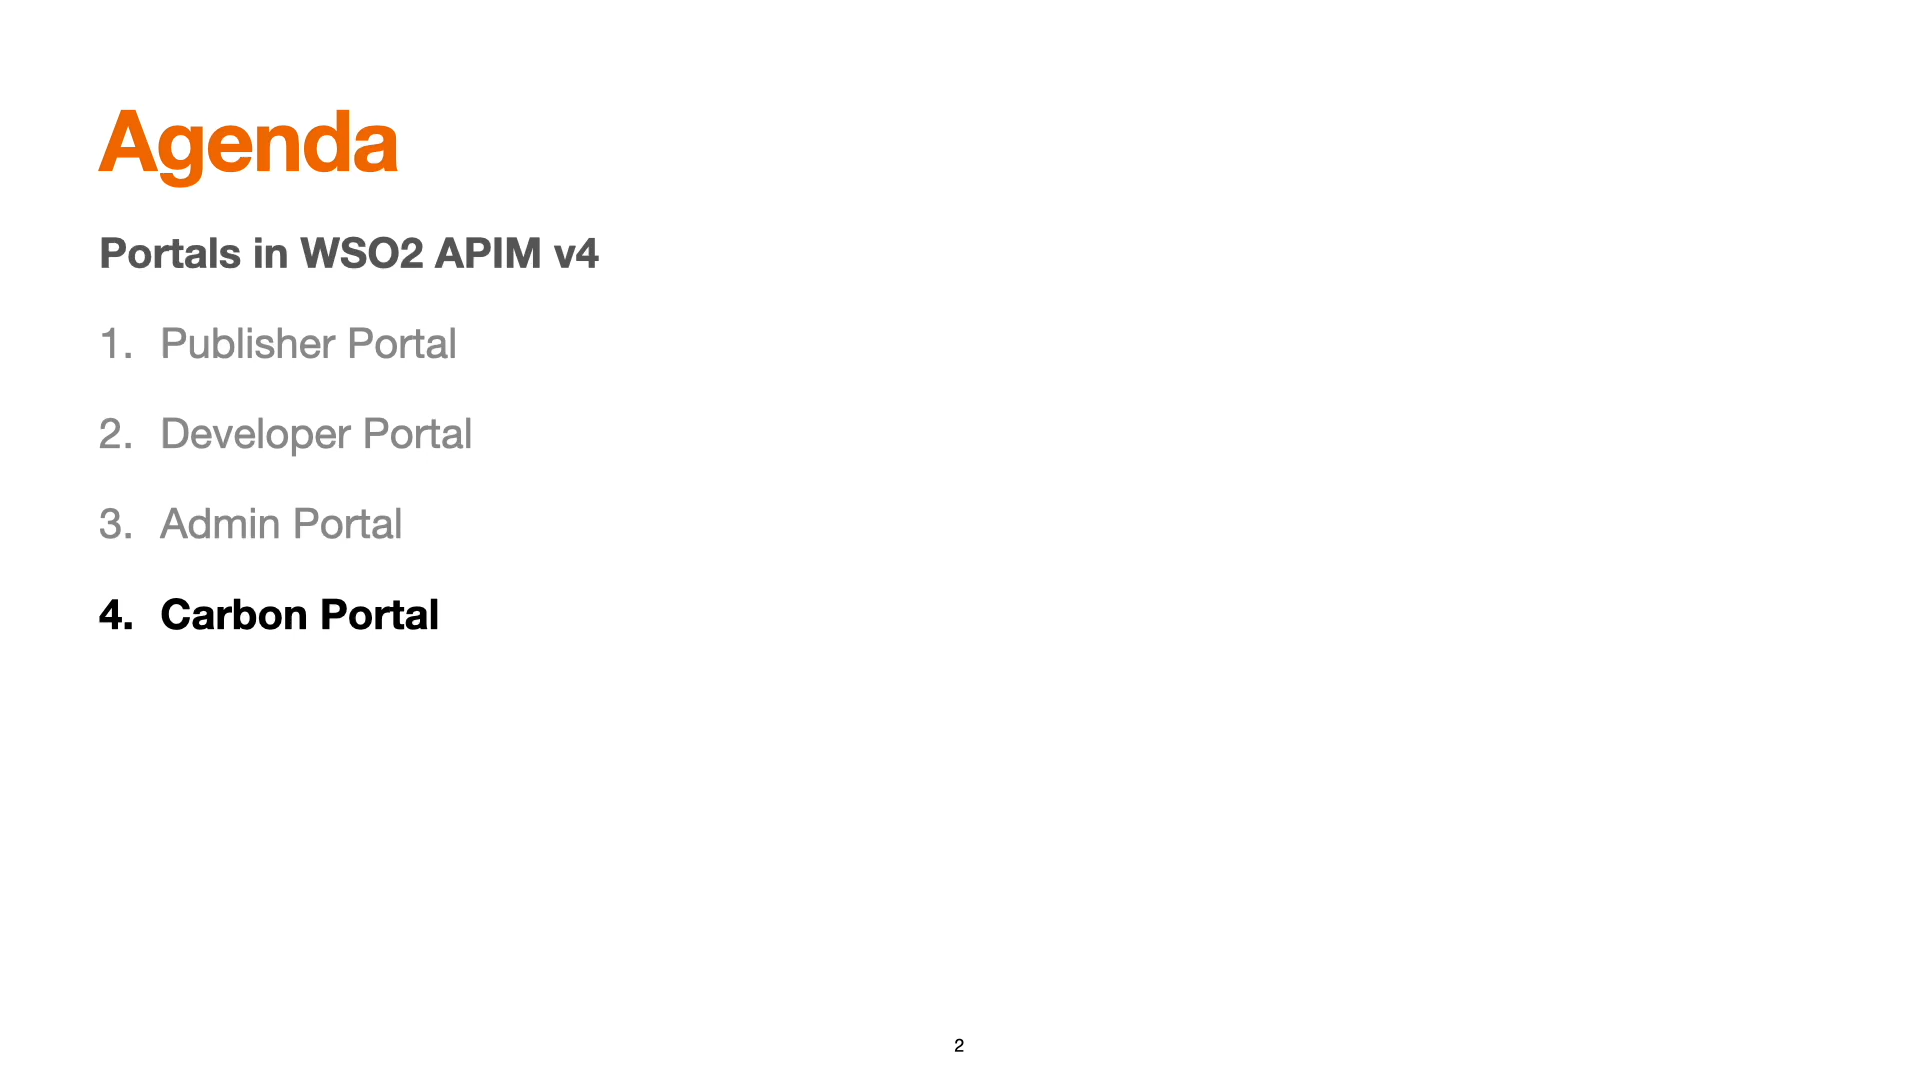 Agenda
Portals in WSO2 APIM v4
1. Publisher Portal
2. Developer Portal
3. Admin Portal
4. Carbon Portal
2